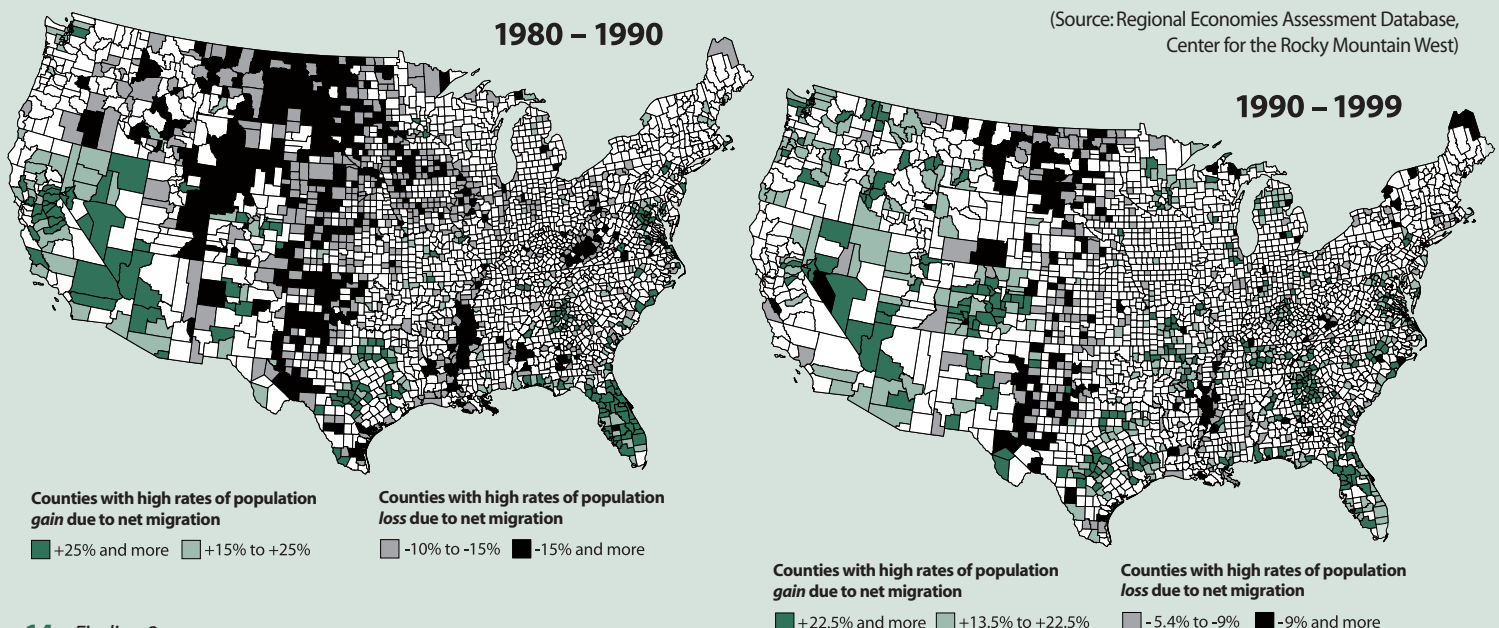 (Source: Regional Economies Assessment Database,
Center for the Rocky Mountain West)
1980 – 1990
1990 – 1999
Counties with high rates of population
gain due to net migration
+25% and more +15% to +25%
Counties with high rates of population
loss due to net migration
-10% to -15% -15% and more
Counties with high rates of population
gain due to net migration
+22.5% and more +13.5% to +22.5%
Counties with high rates of population
loss due to net migration
-5.4% to -9% -9% and more